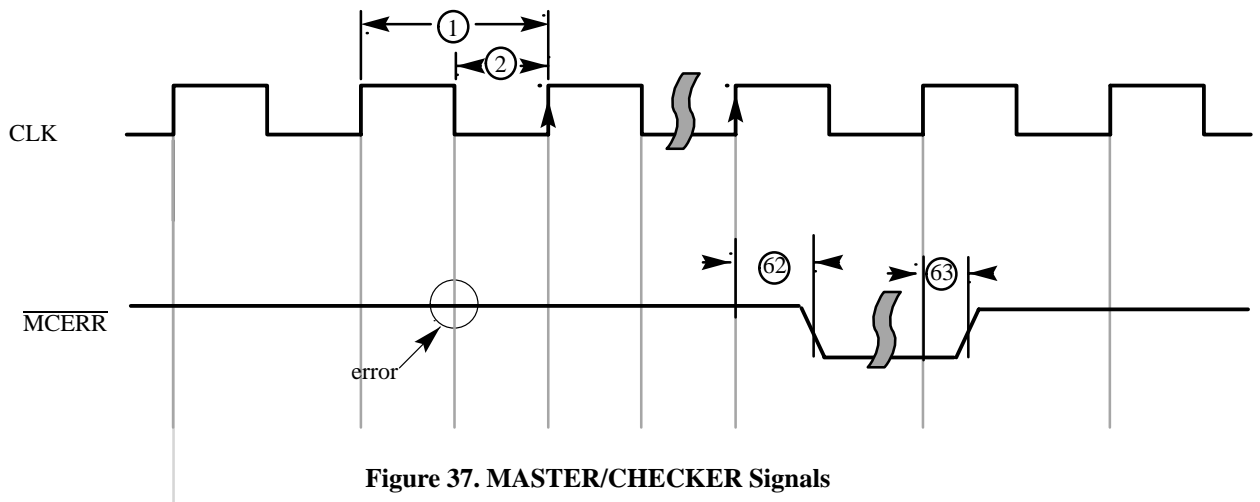 1
2
CLK
62
63
MCERR
error
Figure 37. MASTER/CHECKER Signals